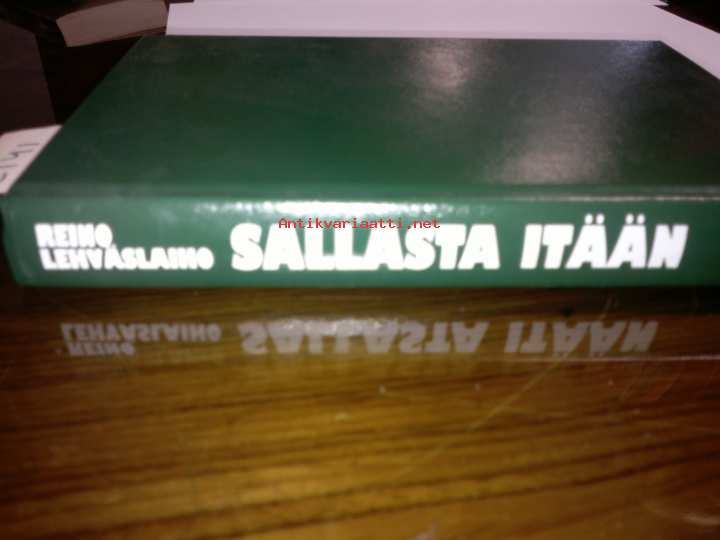 REINO
LEHVÄSLAIHO
SALLASTA ITÄÄN
Antikvariaatti.net